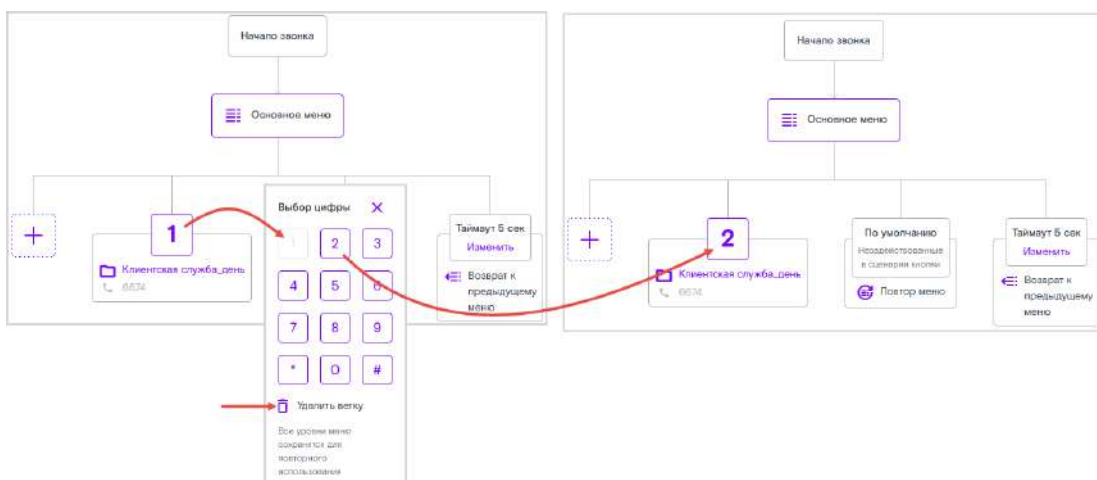 Начало звонка
Основное меню
1
Клиентская служба_день
6674
Выбор цифры
1 2 3
4 5 6
7 8 9
* 0 #
Удалить ветку
Все уровни меню
сохранятся для
повторного
использования
Таймаут 5 сек
Изменить
Возврат к
предыдущему
меню
Начало звонка
Основное меню
2
Клиентская служба_день
6674
По умолчанию
Незадействованные
в сценарии кнопки
Повтор меню
Таймаут 5 сек
Изменить
Возврат к
предыдущему
меню